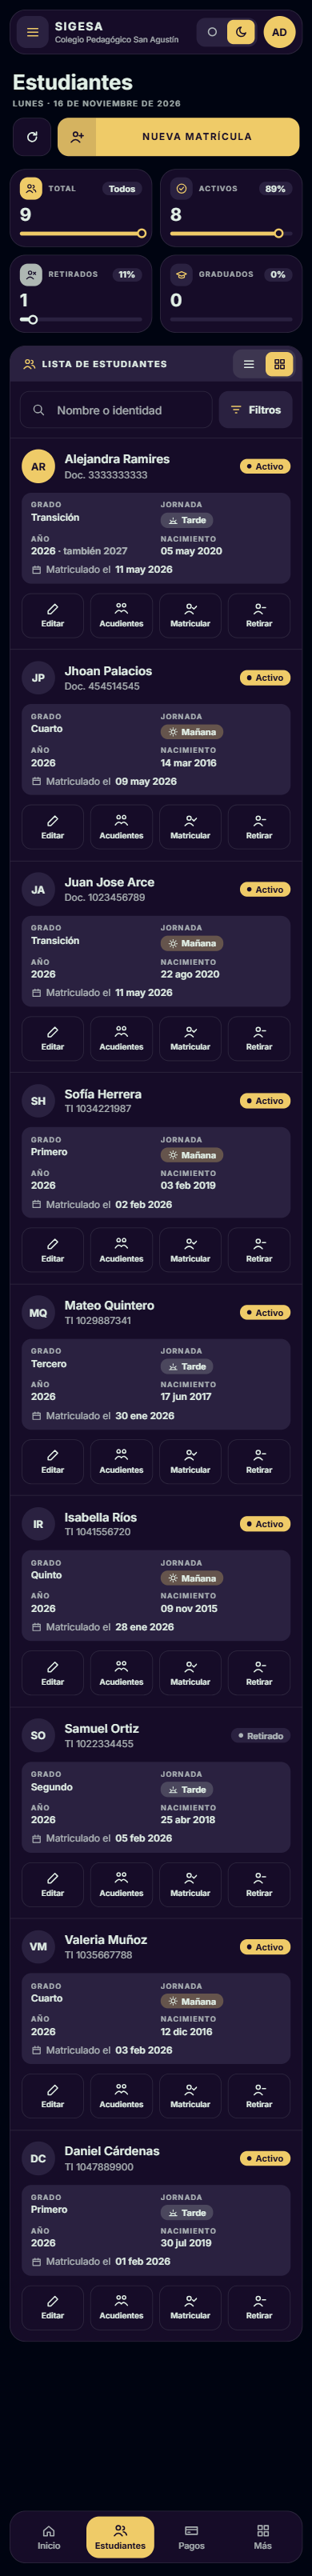 SIGESA
Colegio Pedagógico San Agustín
AD
Estudiantes
LUNES · 16 DE NOVIEMBRE DE 2026
NUEVA MATRÍCULA
TOTAL Todos
9
ACTIVOS 89%
8
RETIRADOS 11%
1
GRADUADOS 0%
0
LISTA DE ESTUDIANTES
Nombre o identidad
Filtros
AR Alejandra Ramires Activo
Doc. 3333333333
GRADO JORNADA
Transición Tarde
AÑO NACIMIENTO
2026 · también 2027 05 may 2020
Matriculado el 11 may 2026
Editar Acudientes Matricular Retirar
JP Jhoan Palacios Activo
Doc. 454514545
GRADO JORNADA
Cuarto Mañana
AÑO NACIMIENTO
2026 14 mar 2016
Matriculado el 09 may 2026
Editar Acudientes Matricular Retirar
JA Juan Jose Arce Activo
Doc. 1023456789
GRADO JORNADA
Transición Mañana
AÑO NACIMIENTO
2026 22 ago 2020
Matriculado el 11 may 2026
Editar Acudientes Matricular Retirar
SH Sofía Herrera Activo
TI 1034221987
GRADO JORNADA
Primero Mañana
AÑO NACIMIENTO
2026 03 feb 2019
Matriculado el 02 feb 2026
Editar Acudientes Matricular Retirar
MQ Mateo Quintero Activo
TI 1029887341
GRADO JORNADA
Tercero Tarde
AÑO NACIMIENTO
2026 17 jun 2017
Matriculado el 30 ene 2026
Editar Acudientes Matricular Retirar
IR Isabella Ríos Activo
TI 1041556720
GRADO JORNADA
Quinto Mañana
AÑO NACIMIENTO
2026 09 nov 2015
Matriculado el 28 ene 2026
Editar Acudientes Matricular Retirar
SO Samuel Ortiz Retirado
TI 1022334455
GRADO JORNADA
Segundo Tarde
AÑO NACIMIENTO
2026 25 abr 2018
Matriculado el 05 feb 2026
Editar Acudientes Matricular Retirar
VM Valeria Muñoz Activo
TI 1035667788
GRADO JORNADA
Cuarto Mañana
AÑO NACIMIENTO
2026 12 dic 2016
Matriculado el 03 feb 2026
Editar Acudientes Matricular Retirar
DC Daniel Cárdenas Activo
TI 1047889900
GRADO JORNADA
Primero Tarde
AÑO NACIMIENTO
2026 30 jul 2019
Matriculado el 01 feb 2026
Editar Acudientes Matricular Retirar
Inicio Estudiantes Pagos Más